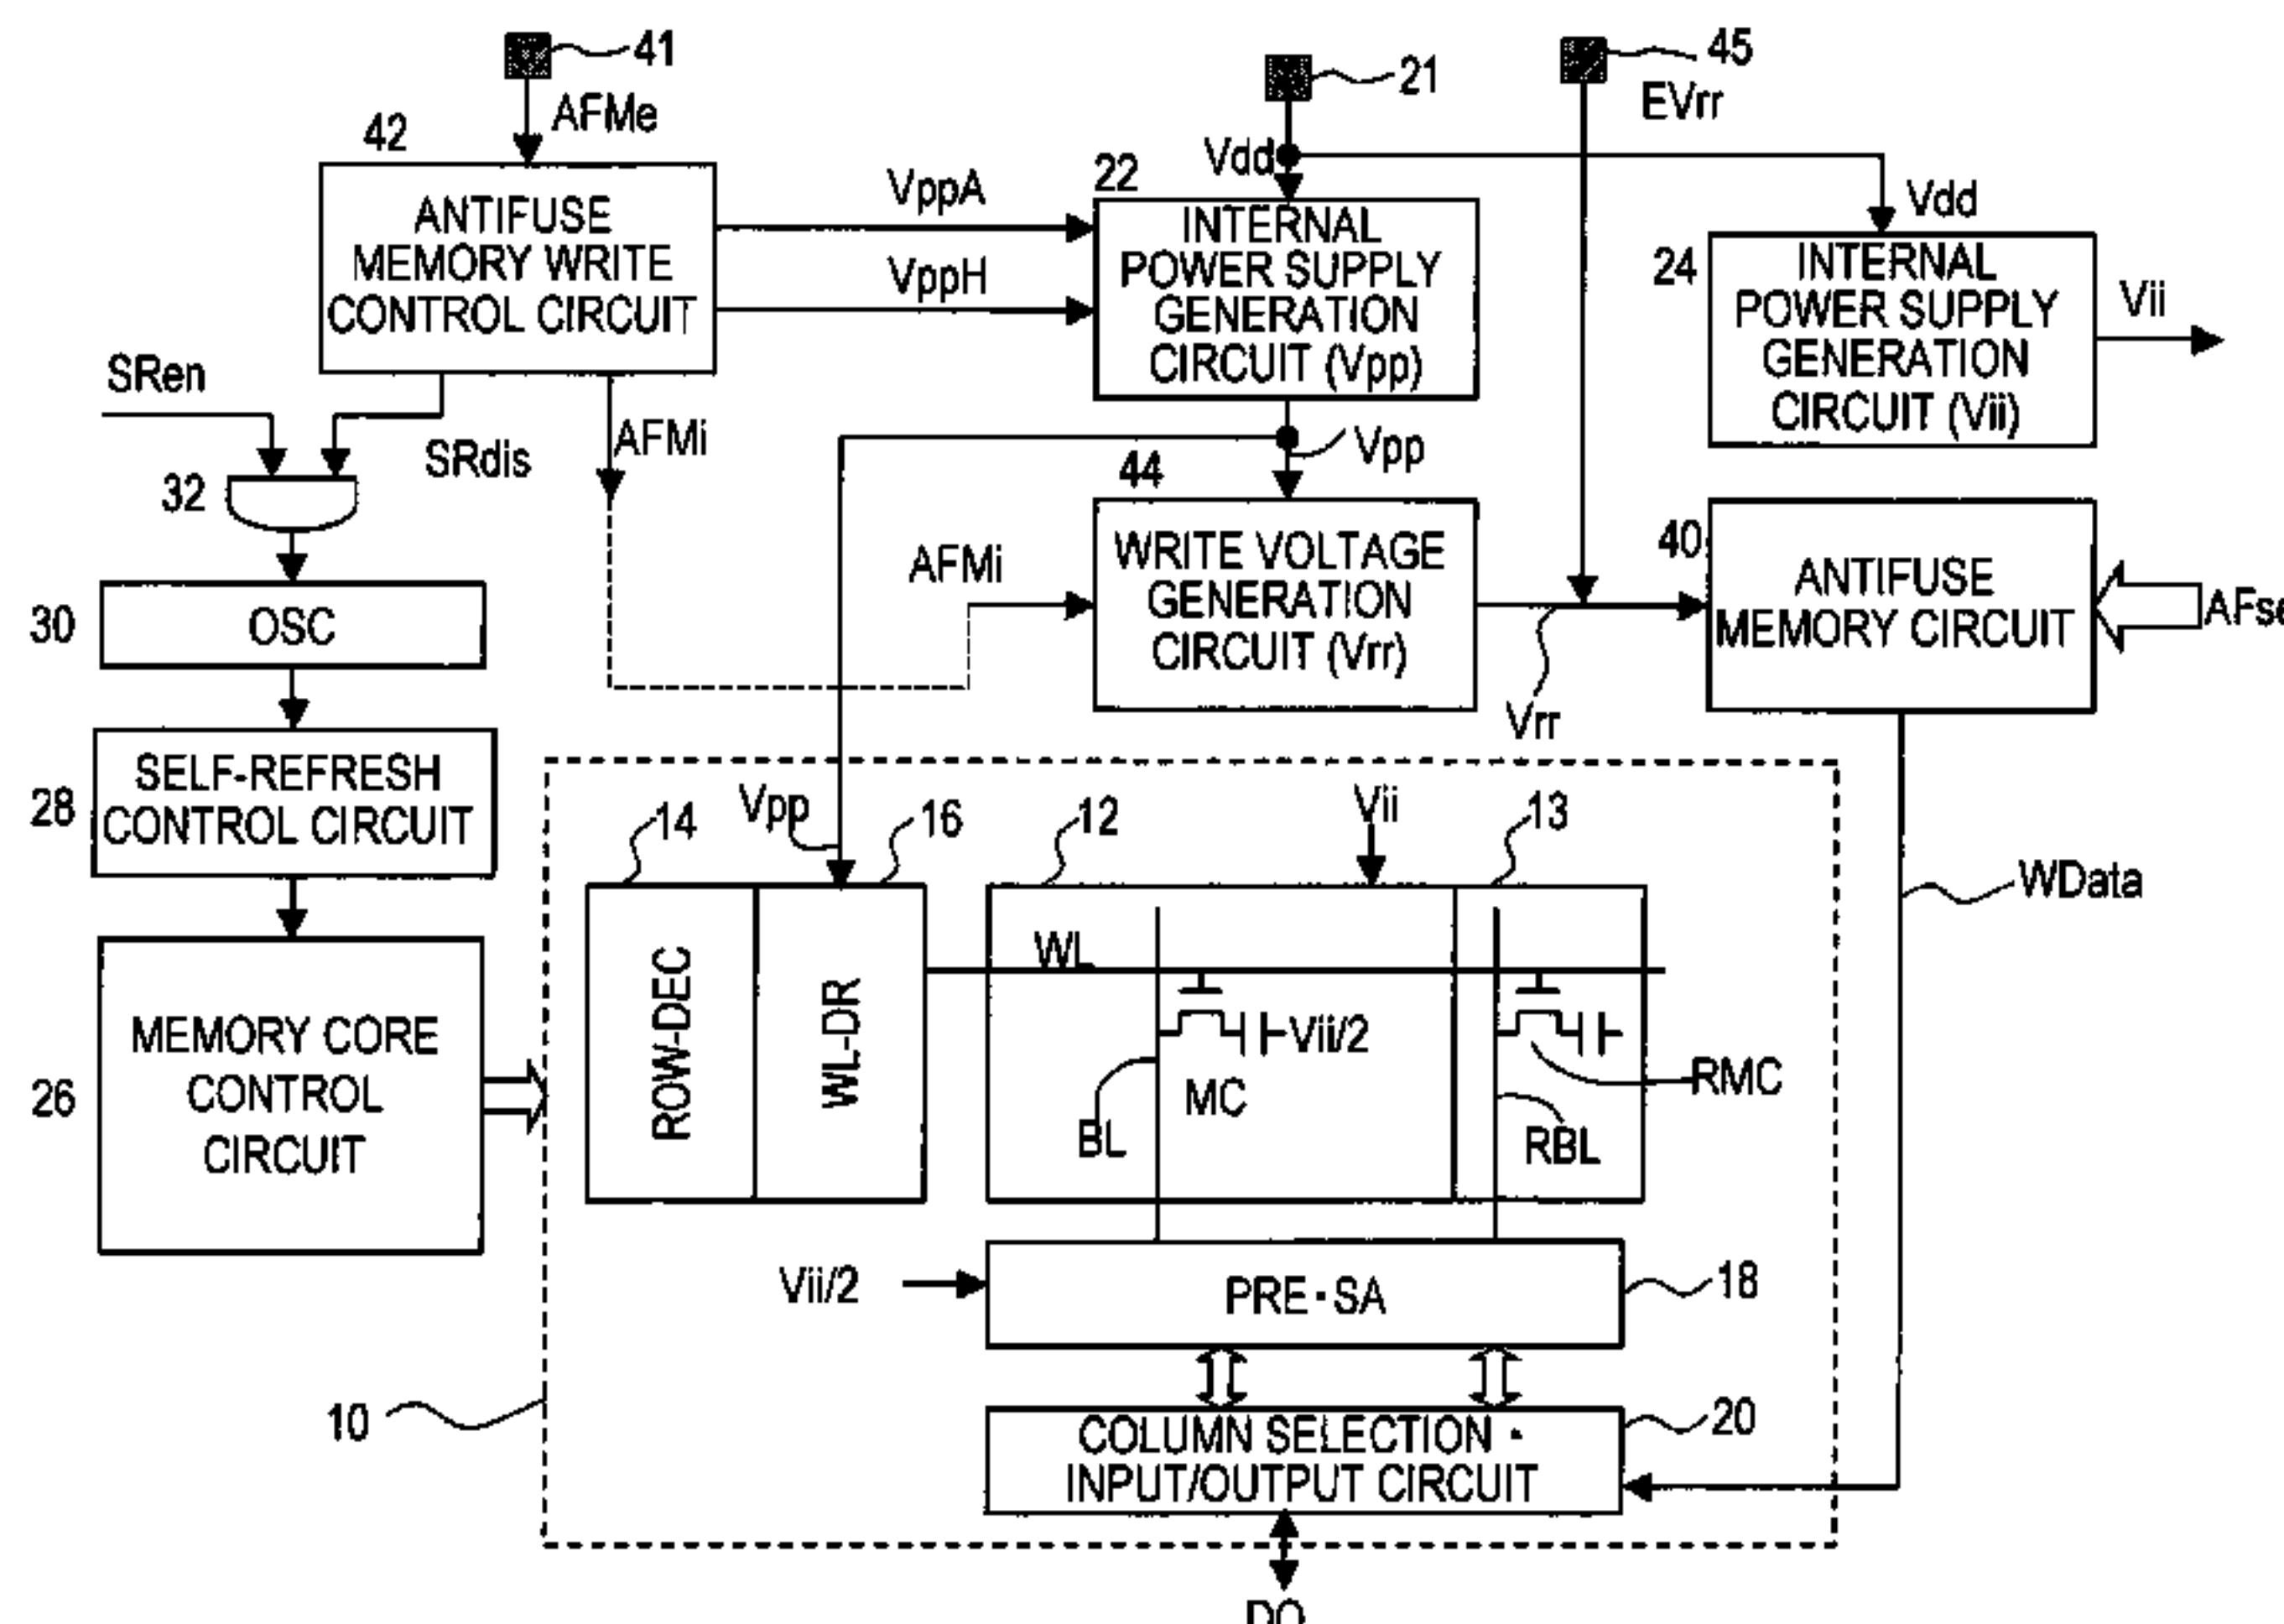 41
21
45
AFMe
EVrr
42
Vdd
22
VppA
Vdd
ANTIFUSE
MEMORY WRITE
CONTROL CIRCUIT
INTERNAL
POWER SUPPLY
GENERATION
CIRCUIT (Vpp)
24
INTERNAL
POWER SUPPLY
GENERATION
CIRCUIT (Vii)
VppH
Vii
SRen
SRdis
AFMi
Vpp
44
32
40
AFMi
WRITE VOLTAGE
GENERATION
CIRCUIT (Vrr)
ANTIFUSE
MEMORY CIRCUIT
30
OSC
Vrr
28
SELF-REFRESH
CONTROL CIRCUIT
14
Vpp
16
12
Vii
13
WData
26
MEMORY CORE
CONTROL
CIRCUIT
ROW-DEC
WL-DR
WL
Vii/2
MC
RMC
BL
RBL
Vii/2
PRE·SA
18
10
COLUMN SELECTION·
INPUT/OUTPUT CIRCUIT
20